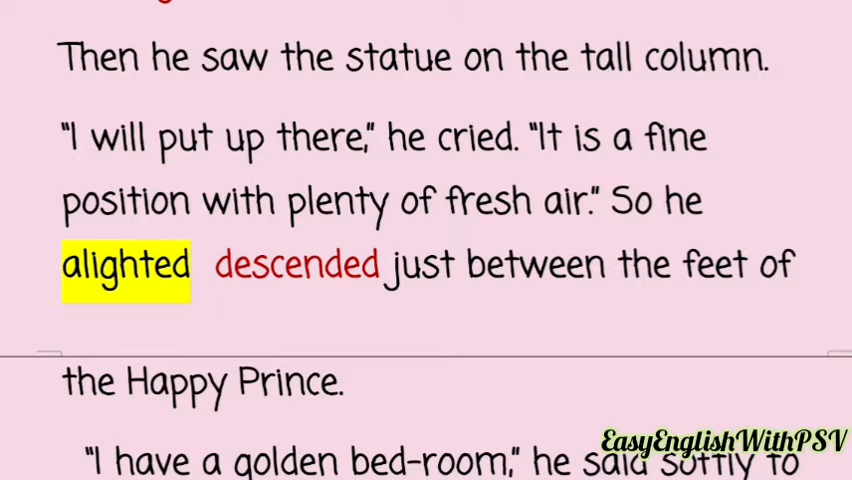 Then he saw the statue on the tall column.
"I will put up there," he cried. "It is a fine
position with plenty of fresh air." So he
alighted descended just between the feet of
the Happy Prince.
"I have a golden bed-room," he said softly to
EasyEnglishWithPSV